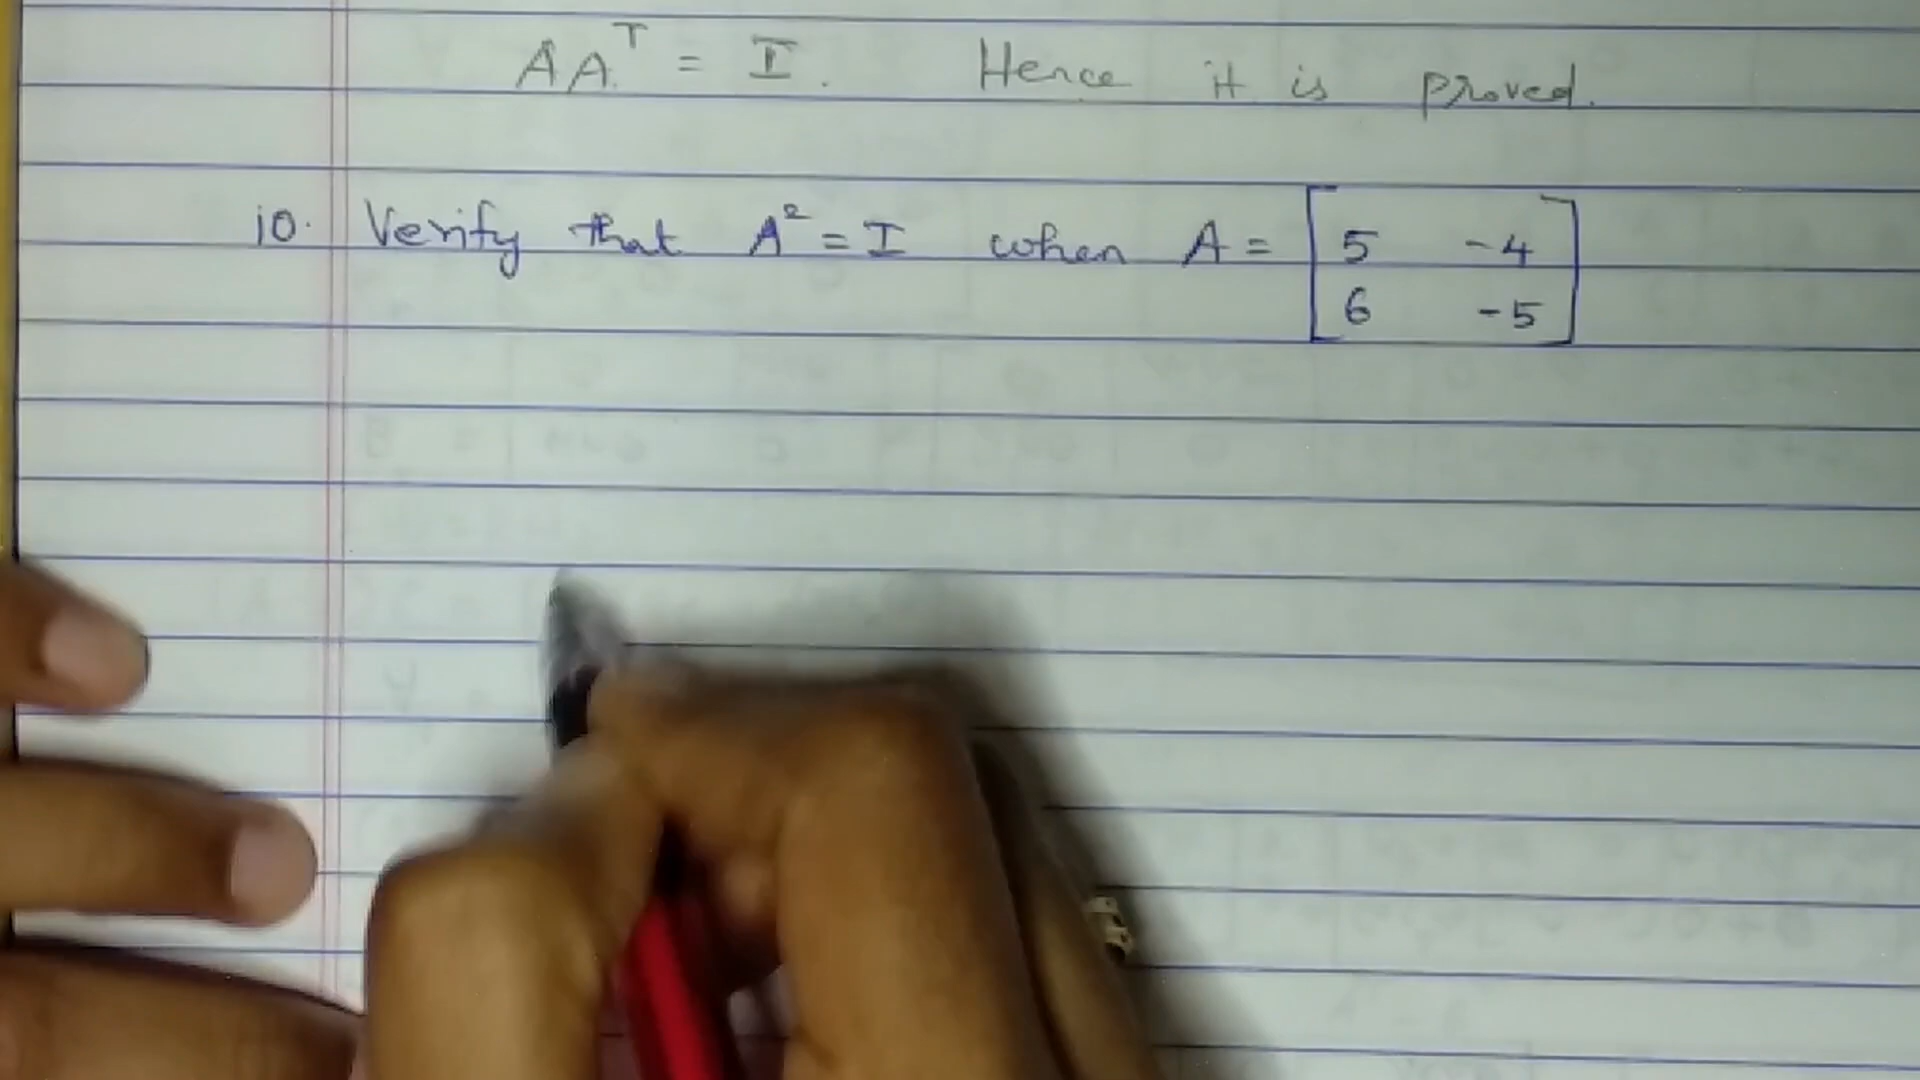 AA.ᵀ = I. Hence it is proved.
10. Verify that A² = I when A = [5 -4
6 -5]